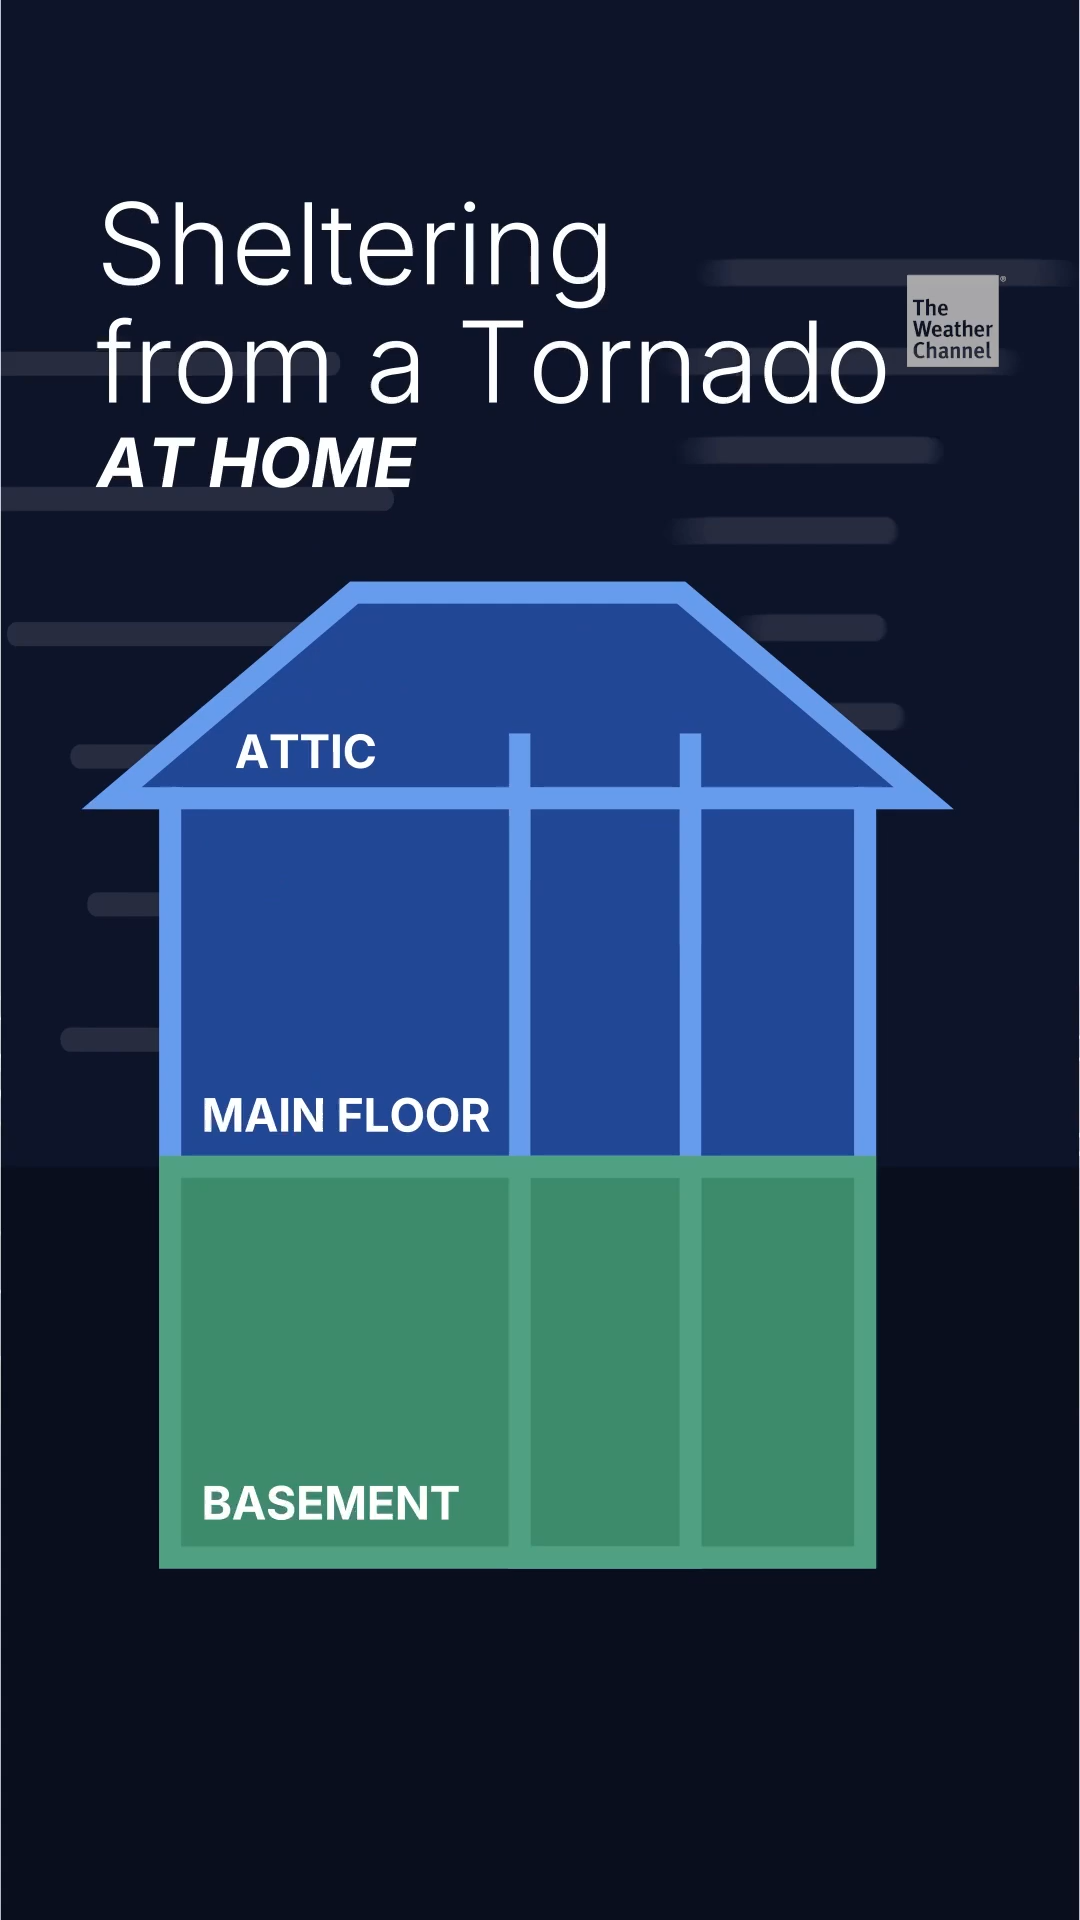 Sheltering
from a Tornado
AT HOME
The
Weather
Channel
®
ATTIC
MAIN FLOOR
BASEMENT